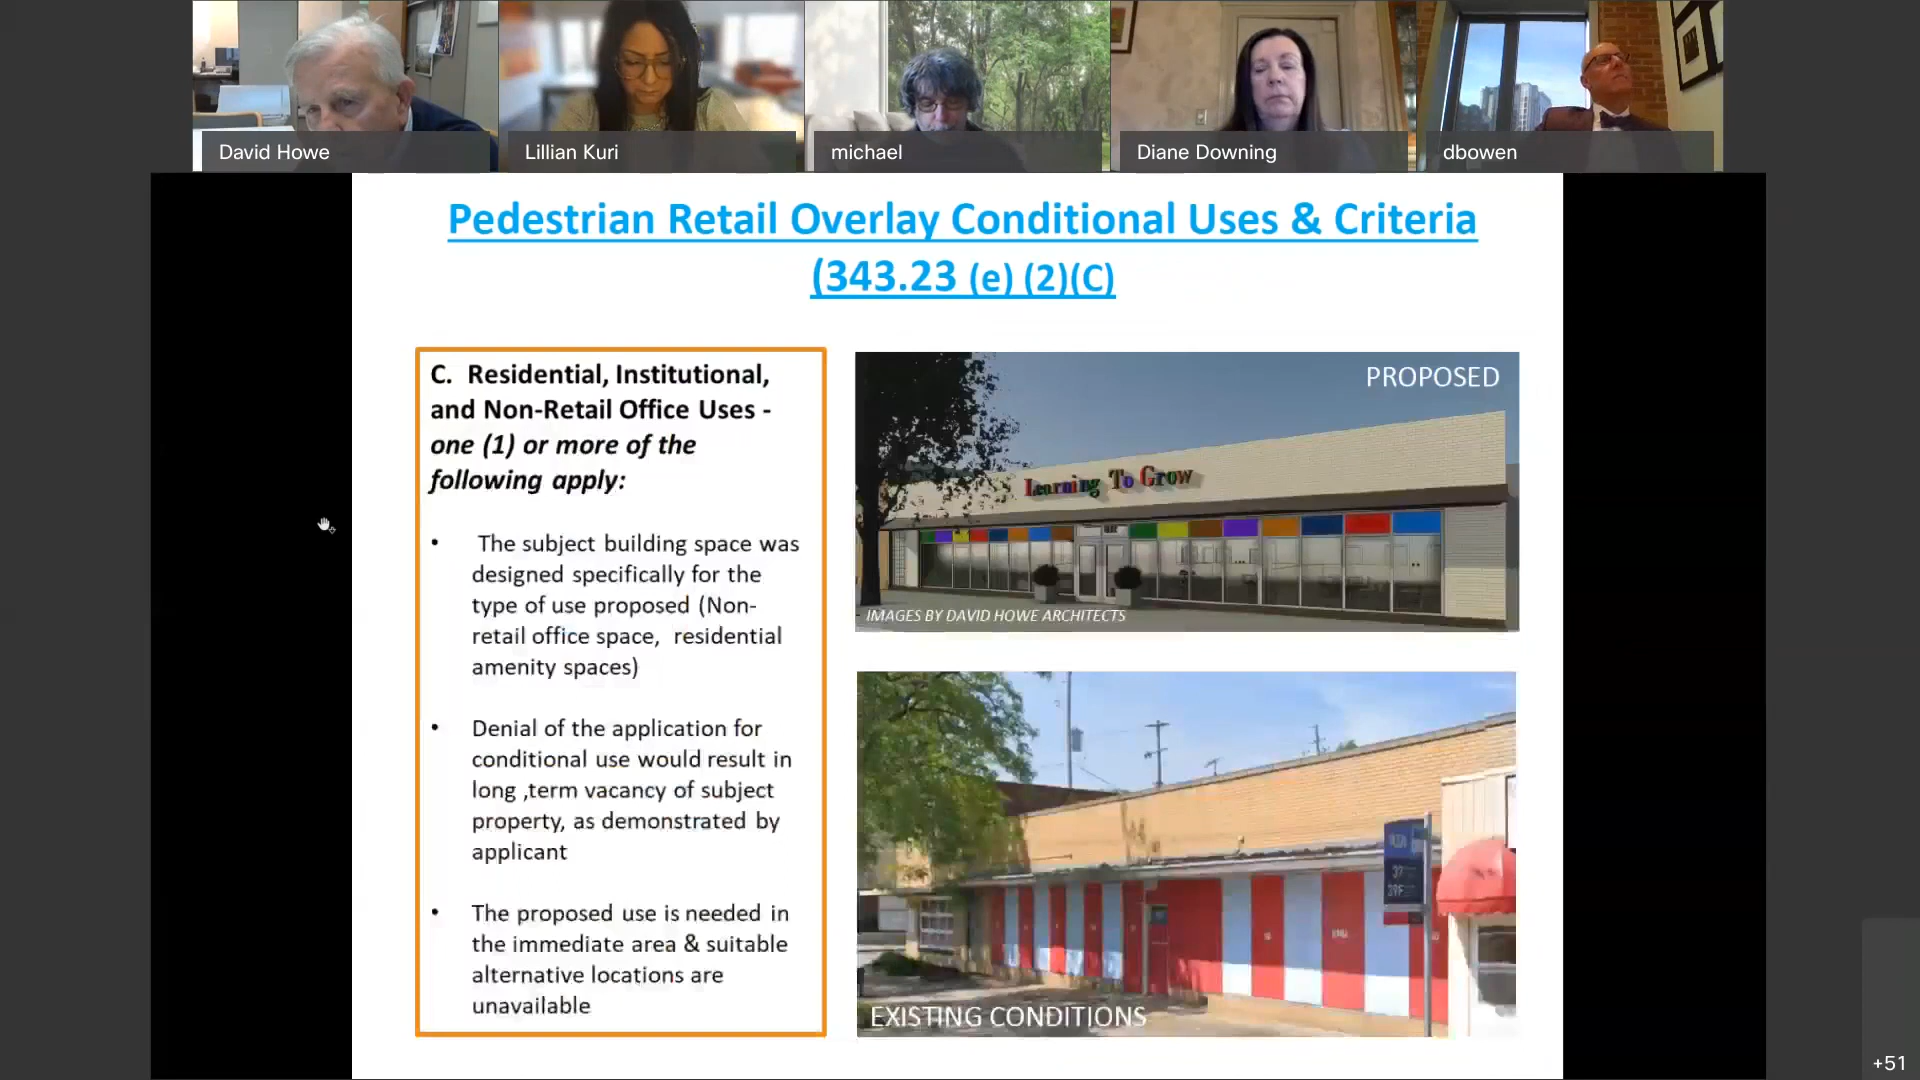 David Howe
Lillian Kuri
michael
Diane Downing
dbowen
Pedestrian Retail Overlay Conditional Uses & Criteria
(343.23 (e) (2)(C)
C. Residential, Institutional,
and Non-Retail Office Uses -
one (1) or more of the
following apply:
• The subject building space was
designed specifically for the
type of use proposed (Non-
retail office space, residential
amenity spaces)
• Denial of the application for
conditional use would result in
long ,term vacancy of subject
property, as demonstrated by
applicant
• The proposed use is needed in
the immediate area & suitable
alternative locations are
unavailable
PROPOSED
Learning To Grow
IMAGES BY DAVID HOWE ARCHITECTS
39F
EXISTING CONDITIONS
+51